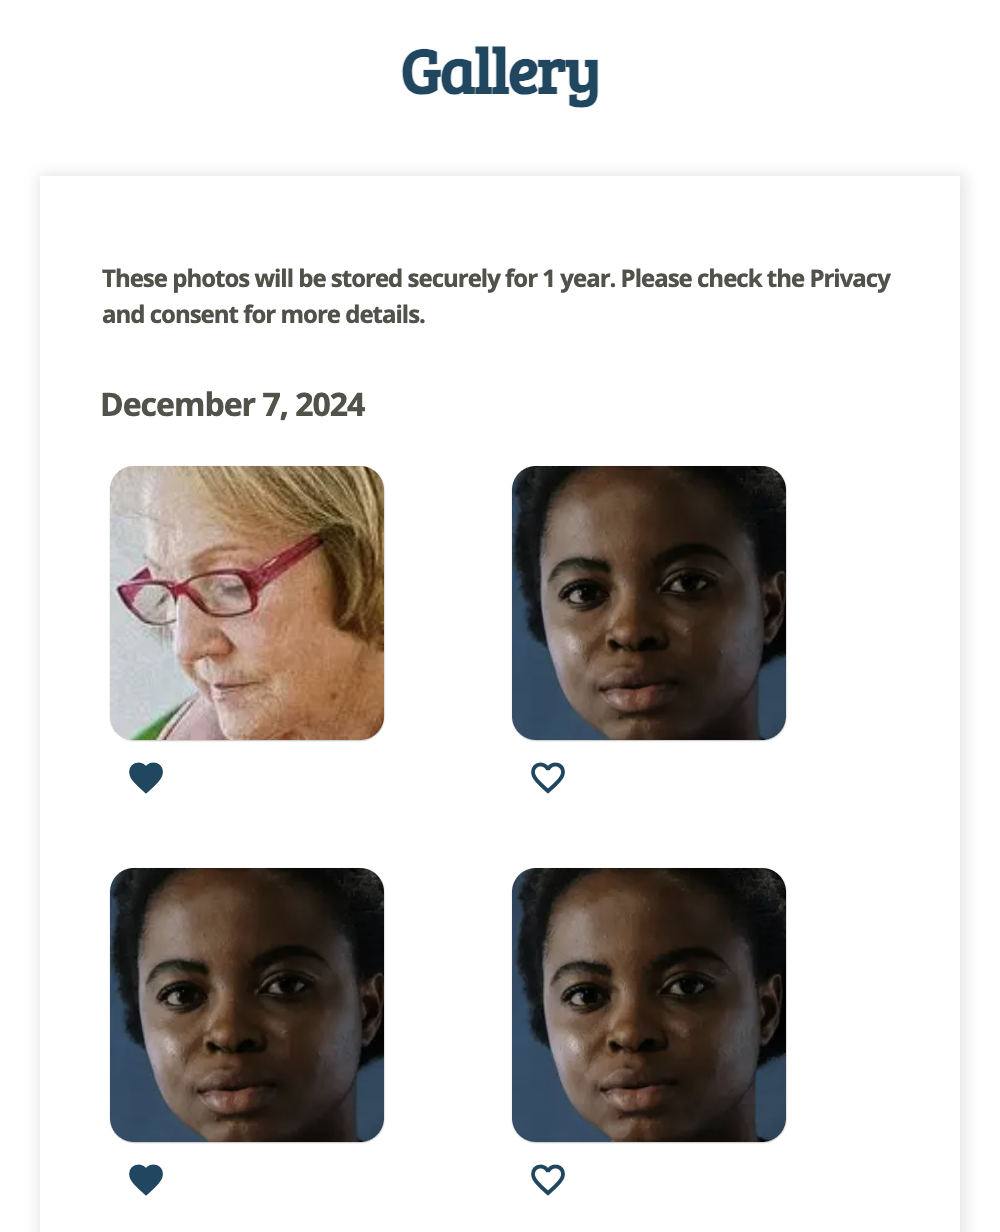 Gallery
These photos will be stored securely for 1 year. Please check the Privacy
and consent for more details.
December 7, 2024